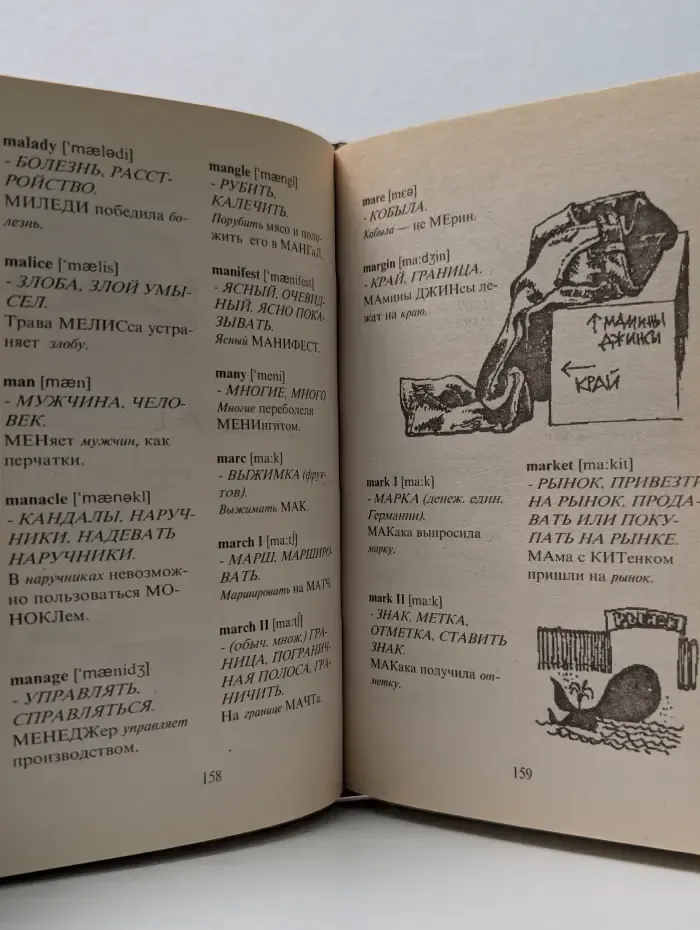 malady ['mælədi]
- БОЛЕЗНЬ, РАССТ-
РОЙСТВО.
МИЛЕДИ победила бо-
лезнь.
malice ['mælis]
- ЗЛОБА, ЗЛОЙ УМЫ-
СЕЛ.
Трава МЕЛИСса устра-
няет злобу.
man [mæn]
- МУЖЧИНА, ЧЕЛО-
ВЕК.
МЕНяет мужчин, как
перчатки.
manacle ['mænəkl]
- КАНДАЛЫ, НАРУЧ-
НИКИ, НАДЕВАТЬ
НАРУЧНИКИ.
В наручниках невозмож-
но пользоваться МО-
НОКЛем.
manage ['mænidʒ]
- УПРАВЛЯТЬ,
СПРАВЛЯТЬСЯ.
МЕНЕДЖер управляет
производством.
mangle ['mæŋgl]
- РУБИТЬ,
КАЛЕЧИТЬ.
Порубить мясо и поло-
жить его в МАНГаЛ.
manifest ['mænifest]
- ЯСНЫЙ, ОЧЕВИД-
НЫЙ, ЯСНО ПОКА-
ЗЫВАТЬ.
Ясный МАНИФЕСТ.
many ['meni]
- МНОГИЕ, МНОГО.
Многие переболели
МЕНИнгитом.
marc [ma:k]
- ВЫЖИМКА (фрук-
тов).
Выжимать МАК.
march I [ma:tʃ]
- МАРШ, МАРШИРО-
ВАТЬ.
Маршировать на МАТЧ.
march II [ma:tʃ]
- (обыч. множ.) ГРА-
НИЦА, ПОГРАНИЧ-
НАЯ ПОЛОСА, ГРА-
НИЧИТЬ.
На границе МАЧТа.
158
mare [mɛə]
- КОБЫЛА.
Кобыла — не МЕрин.
margin [ma:dʒin]
- КРАЙ, ГРАНИЦА.
МАмины ДЖИНсы ле-
жат на краю.
↑ МАМИНЫ
ДЖИНСЫ
← КРАЙ
mark I [ma:k]
- МАРКА (денеж. един.
Германии).
МАКака выпросила
марку.
mark II [ma:k]
- ЗНАК, МЕТКА,
ОТМЕТКА, СТАВИТЬ
ЗНАК.
МАКака получила от-
метку.
market [ma:kit]
- РЫНОК, ПРИВЕЗТИ
НА РЫНОК, ПРОДА-
ВАТЬ ИЛИ ПОКУ-
ПАТЬ НА РЫНКЕ.
МАма с КИТенком
пришли на рынок.
РЫНОК
159